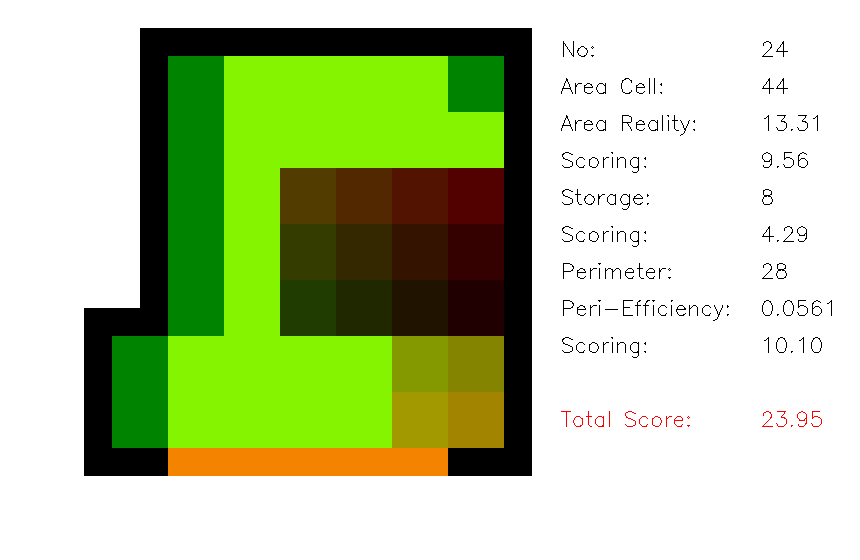 No: 24
Area Cell: 44
Area Reality: 13.31
Scoring: 9.56
Storage: 8
Scoring: 4.29
Perimeter: 28
Peri-Efficiency: 0.0561
Scoring: 10.10
Total Score: 23.95